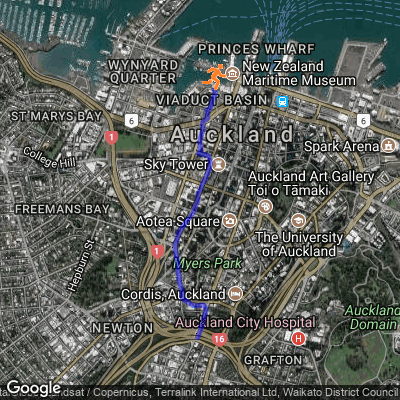 PRINCES WHARF
WYNYARD
QUARTER
New Zealand
Maritime Museum
VIADUCT BASIN
ST MARYS BAY
6
6
1
Auckland
College Hill
Spark Arena
Sky Tower
Auckland Art Gallery
Toi o Tāmaki
FREEMANS BAY
Aotea Square
The University
of Auckland
Hepburn St
1
Myers Park
Cordis, Auckland
Auckland
Domain
NEWTON
Auckland City Hospital
16
H
GRAFTON
Google
Landsat / Copernicus, Terralink International Ltd, Waikato District Council